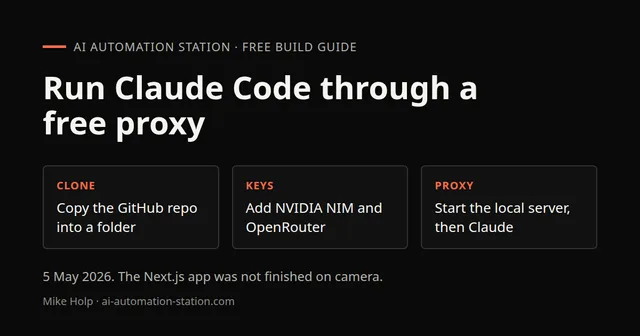 AI AUTOMATION STATION · FREE BUILD GUIDE
Run Claude Code through a
free proxy
CLONE
Copy the GitHub repo
into a folder
KEYS
Add NVIDIA NIM and
OpenRouter
PROXY
Start the local server,
then Claude
5 May 2026. The Next.js app was not finished on camera.
Mike Holp · ai-automation-station.com